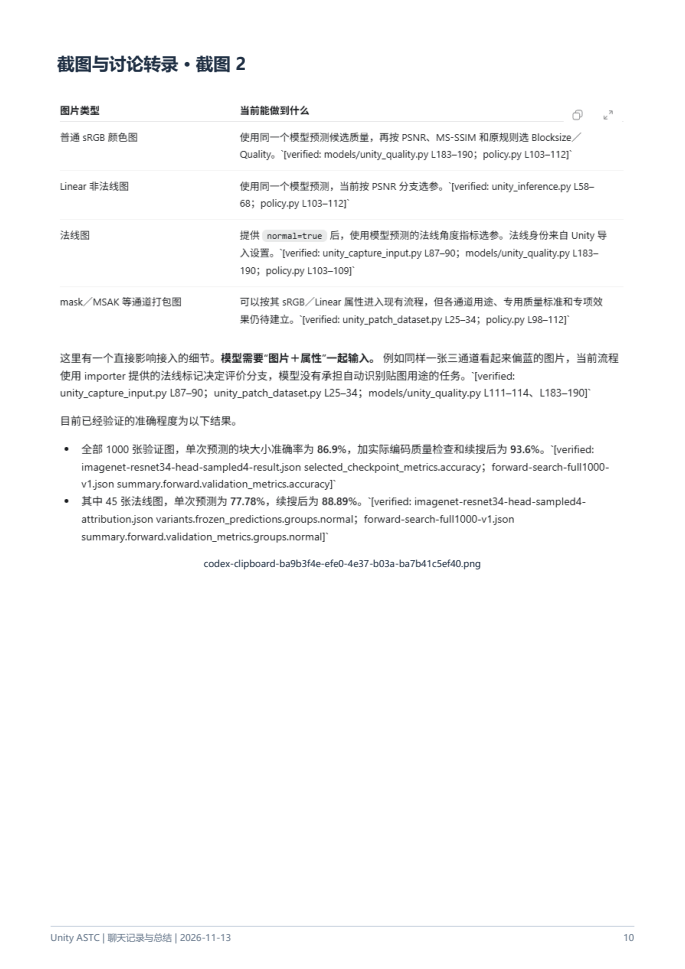 截图与讨论转录 • 截图 2
图片类型 当前能做到什么
普通 sRGB 颜色图 使用同一个模型预测候选质量，再按 PSNR、MS-SSIM 和原规则选 Blocksize／
Quality。`[verified: models/unity_quality.py L183–190；policy.py L103–112]`
Linear 非法线图 使用同一个模型预测，当前按 PSNR 分支选参。`[verified: unity_inference.py L58–
68；policy.py L103–112]`
法线图 提供 normal=true 后，使用模型预测的法线角度指标选参。法线身份来自 Unity 导
入设置。`[verified: unity_capture_input.py L87–90；models/unity_quality.py L183–
190；policy.py L103–109]`
mask／MSAK 等通道打包图 可以按其 sRGB／Linear 属性进入现有流程，但各通道用途、专用质量标准和专项效
果仍待建立。`[verified: unity_patch_dataset.py L25–34；policy.py L98–112]`
这里有一个直接影响接入的细节。模型需要“图片＋属性”一起输入。 例如同样一张三通道看起来偏蓝的图片，当前流程
使用 importer 提供的法线标记决定评价分支，模型没有承担自动识别贴图用途的任务。`[verified:
unity_capture_input.py L87–90；unity_patch_dataset.py L25–34；models/unity_quality.py L111–114、L183–190]`
目前已经验证的准确程度为以下结果。
• 全部 1000 张验证图，单次预测的块大小准确率为 86.9%，加实际编码质量检查和续搜后为 93.6%。`[verified:
imagenet-resnet34-head-sampled4-result.json selected_checkpoint_metrics.accuracy；forward-search-full1000-
v1.json summary.forward.validation_metrics.accuracy]`
• 其中 45 张法线图，单次预测为 77.78%，续搜后为 88.89%。`[verified: imagenet-resnet34-head-sampled4-
attribution.json variants.frozen_predictions.groups.normal；forward-search-full1000-v1.json
summary.forward.validation_metrics.groups.normal]`
codex-clipboard-ba9b3f4e-efe0-4e37-b03a-ba7b41c5ef40.png
Unity ASTC | 聊天记录与总结 | 2026-11-13 10